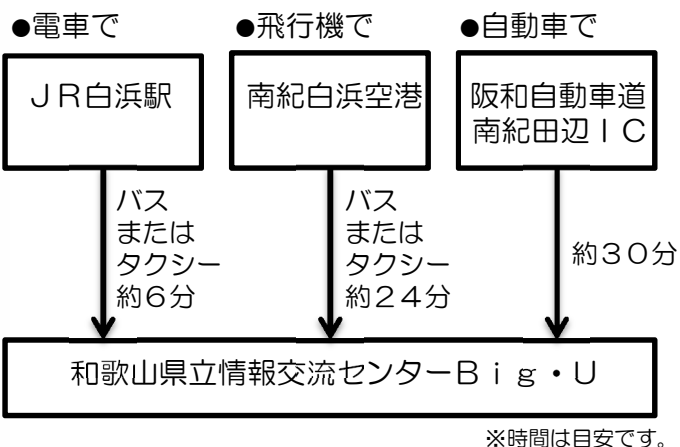 ●電車で
●飛行機で
●自動車で
ＪＲ白浜駅
南紀白浜空港
阪和自動車道
南紀田辺ＩＣ
バス
または
タクシー
約６分
バス
または
タクシー
約２４分
約３０分
和歌山県立情報交流センターＢｉｇ・Ｕ
※時間は目安です。